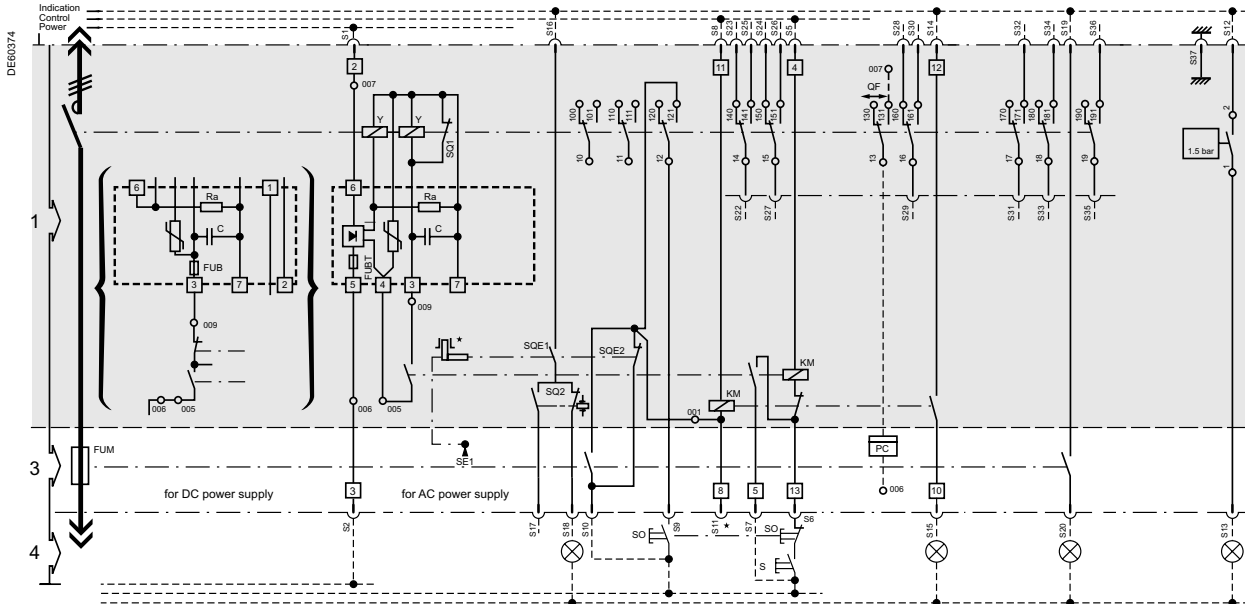 Indication
Control
Power
DE60374
S1
S16
S8
S23
S25
S24
S26
S5
S28
S30
S14
S32
S34
S19
S36
S37
S12
2
11
4
12
007
007
QF
Y
Y
SQ1
100
101
110
111
120
121
140
141
150
151
130
131
160
161
170
171
180
181
190
191
2
1.5 bar
1
10
11
12
14
15
13
16
17
18
19
6
1
6
Ra
Ra
C
C
S22
S27
S29
S31
S33
S35
1
FUB
FUBT
3
7
2
5
4
3
7
009
009
★
SQE1
SQE2
KM
SQ2
KM
006
005
006
005
001
3
FUM
SE1
PC
for DC power supply
for AC power supply
3
8
5
13
006
10
S2
S17
S18
S10
S9
S11
★
S7
S6
S15
S20
S13
4
SO
SO
S